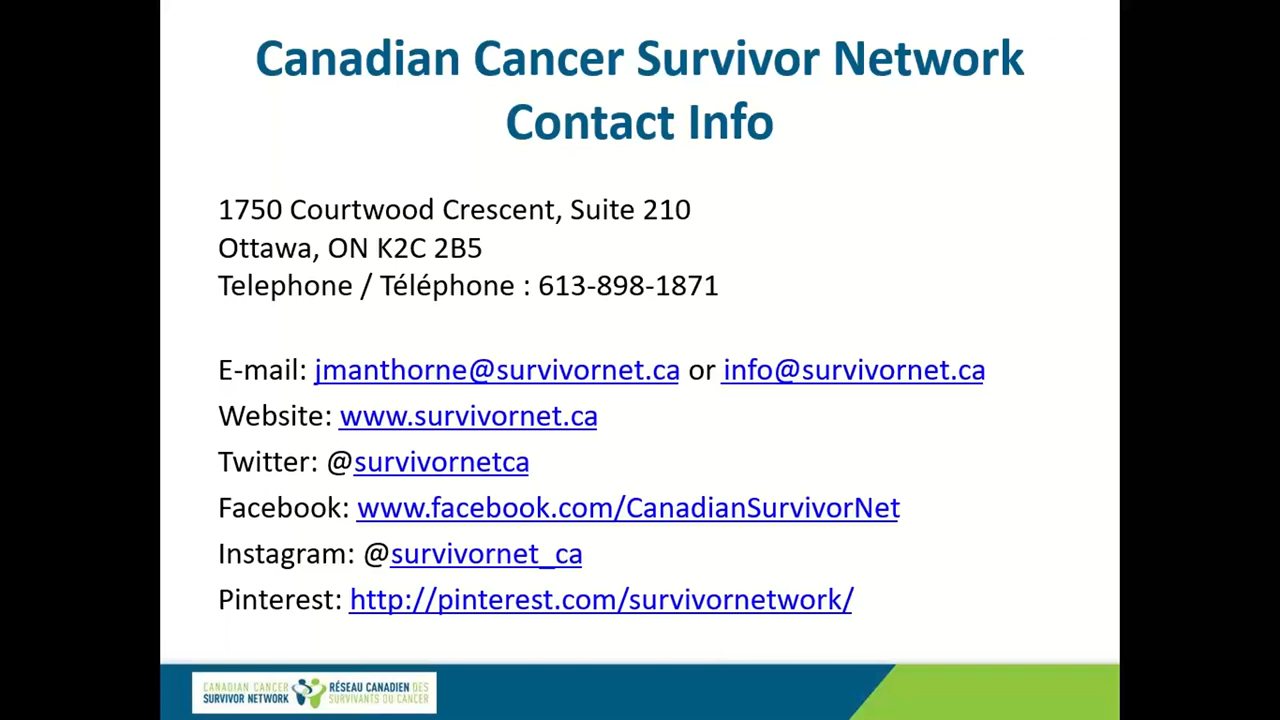 Canadian Cancer Survivor Network
Contact Info
1750 Courtwood Crescent, Suite 210
Ottawa, ON K2C 2B5
Telephone / Téléphone : 613-898-1871
E-mail: jmanthorne@survivornet.ca or info@survivornet.ca
Website: www.survivornet.ca
Twitter: @survivornetca
Facebook: www.facebook.com/CanadianSurvivorNet
Instagram: @survivornet_ca
Pinterest: http://pinterest.com/survivornetwork/
CANADIAN CANCER
SURVIVOR NETWORK
RÉSEAU CANADIEN DES
SURVIVANTS DU CANCER